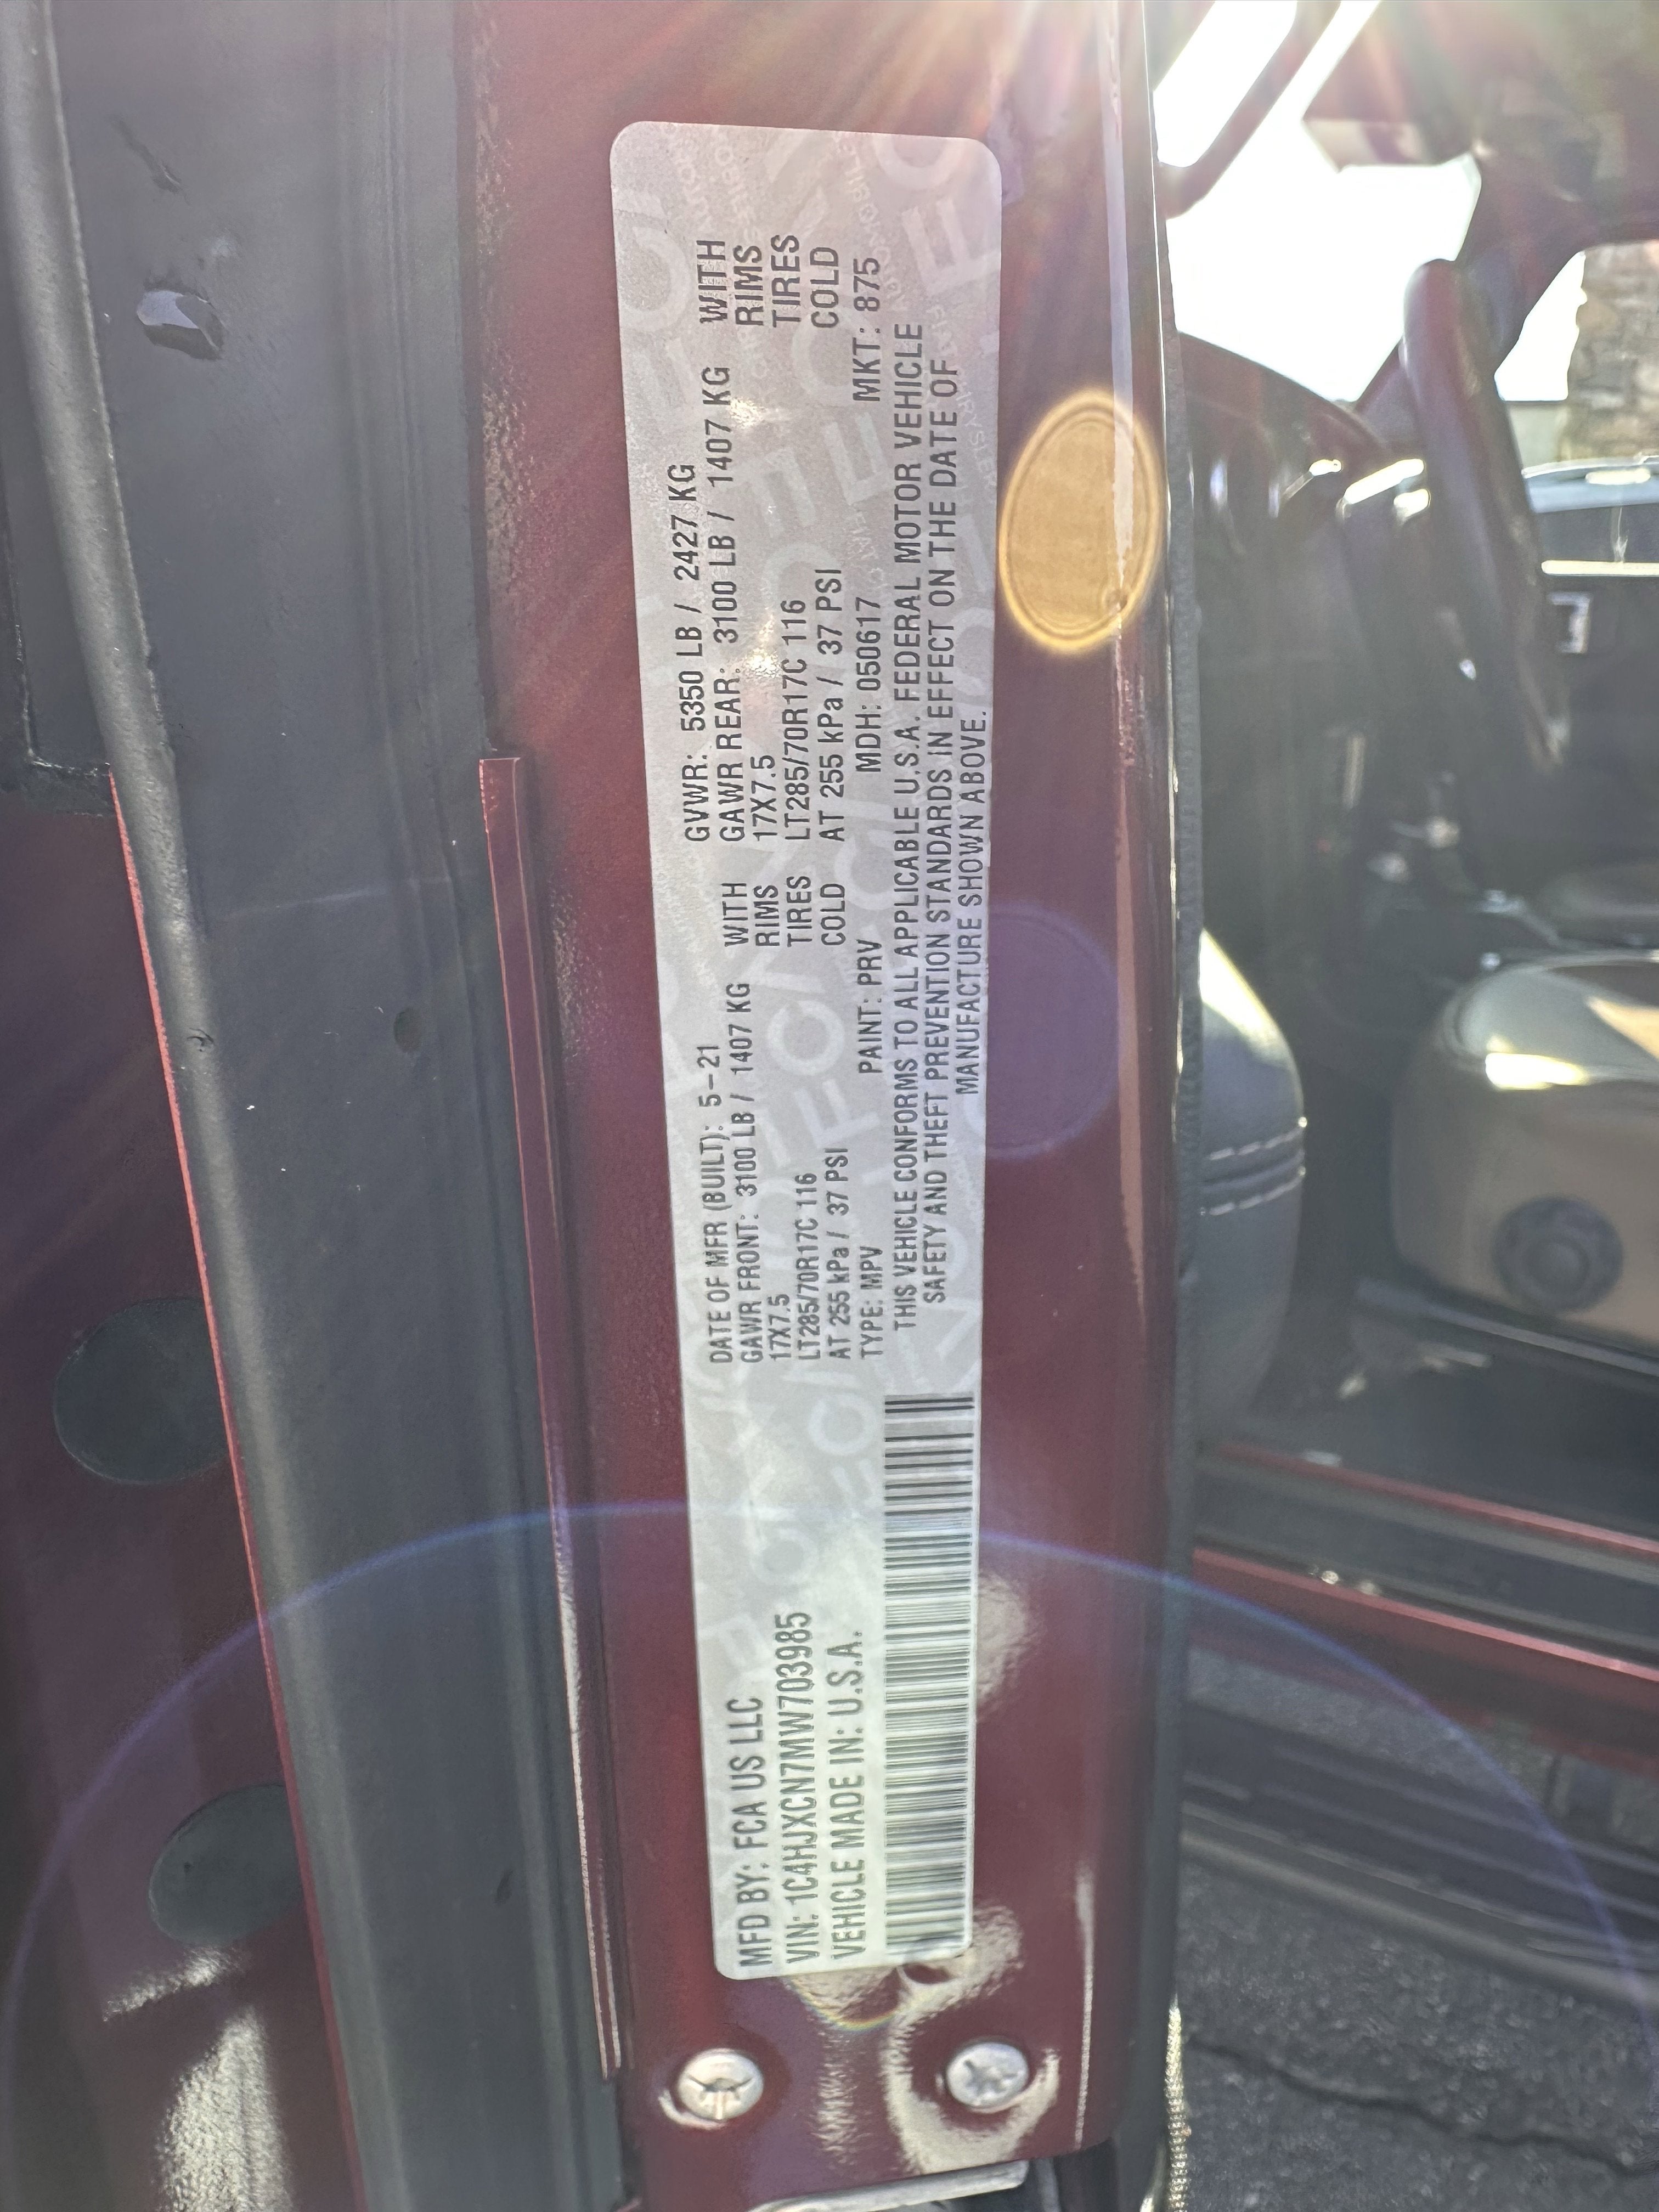 MFD BY: FCA US LLC
VIN: 1C4HJXCN7MW703985
VEHICLE MADE IN: U.S.A.
DATE OF MFR (BUILT): 5-21 GVWR: 5350 LB / 2427 KG
GAWR FRONT: 3100 LB / 1407 KG WITH GAWR REAR: 3100 LB / 1407 KG WITH
17X7.5 RIMS 17X7.5 RIMS
LT285/70R17C 116 TIRES LT285/70R17C 116 TIRES
AT 255 kPa / 37 PSI COLD AT 255 kPa / 37 PSI COLD
TYPE: MPV PAINT: PRV MDH: 050617 MKT: 875
THIS VEHICLE CONFORMS TO ALL APPLICABLE U.S.A. FEDERAL MOTOR VEHICLE
SAFETY AND THEFT PREVENTION STANDARDS IN EFFECT ON THE DATE OF
MANUFACTURE SHOWN ABOVE.